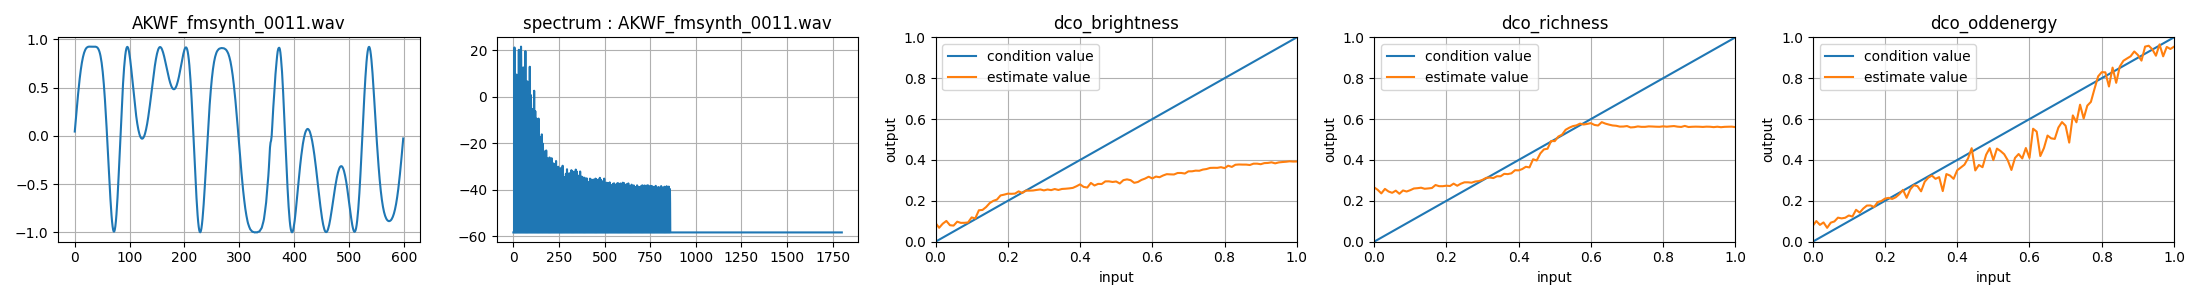 AKWF_fmsynth_0011.wav
1.0
0.5
0.0
−0.5
−1.0
0 100 200 300 400 500 600
spectrum : AKWF_fmsynth_0011.wav
20
0
−20
−40
−60
0 250 500 750 1000 1250 1500 1750
dco_brightness
condition value
estimate value
output
1.0
0.8
0.6
0.4
0.2
0.0
0.0 0.2 0.4 0.6 0.8 1.0
input
dco_richness
condition value
estimate value
output
1.0
0.8
0.6
0.4
0.2
0.0
0.0 0.2 0.4 0.6 0.8 1.0
input
dco_oddenergy
condition value
estimate value
output
1.0
0.8
0.6
0.4
0.2
0.0
0.0 0.2 0.4 0.6 0.8 1.0
input